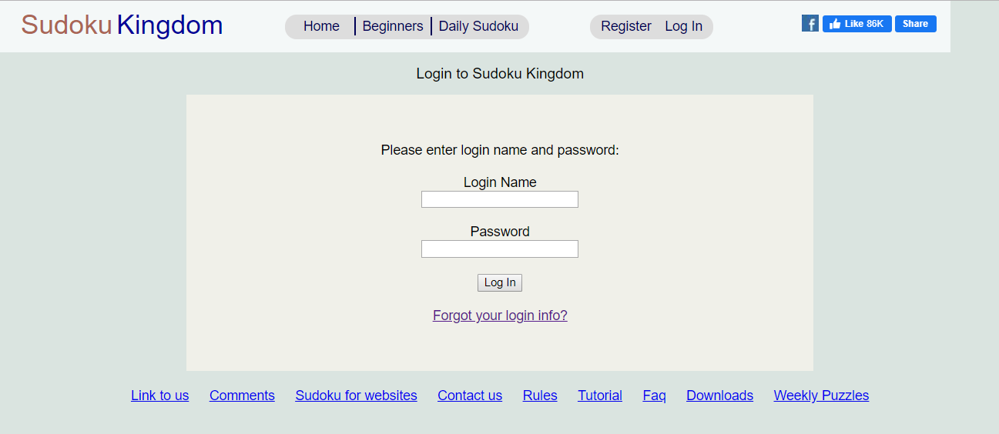 Sudoku Kingdom Home Beginners Daily Sudoku Register Log In f Like 86K Share
Login to Sudoku Kingdom
Please enter login name and password:
Login Name
Password
Log In
Forgot your login info?
Link to us Comments Sudoku for websites Contact us Rules Tutorial Faq Downloads Weekly Puzzles